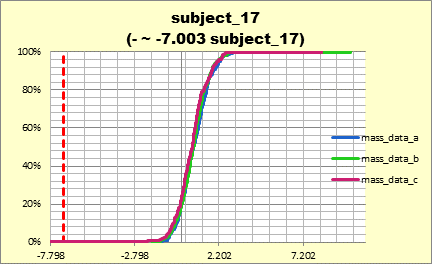 subject_17
(- ~ -7.003 subject_17)
100%
80%
60%
40%
20%
0%
-7.798
-2.798
2.202
7.202
mass_data_a
mass_data_b
mass_data_c